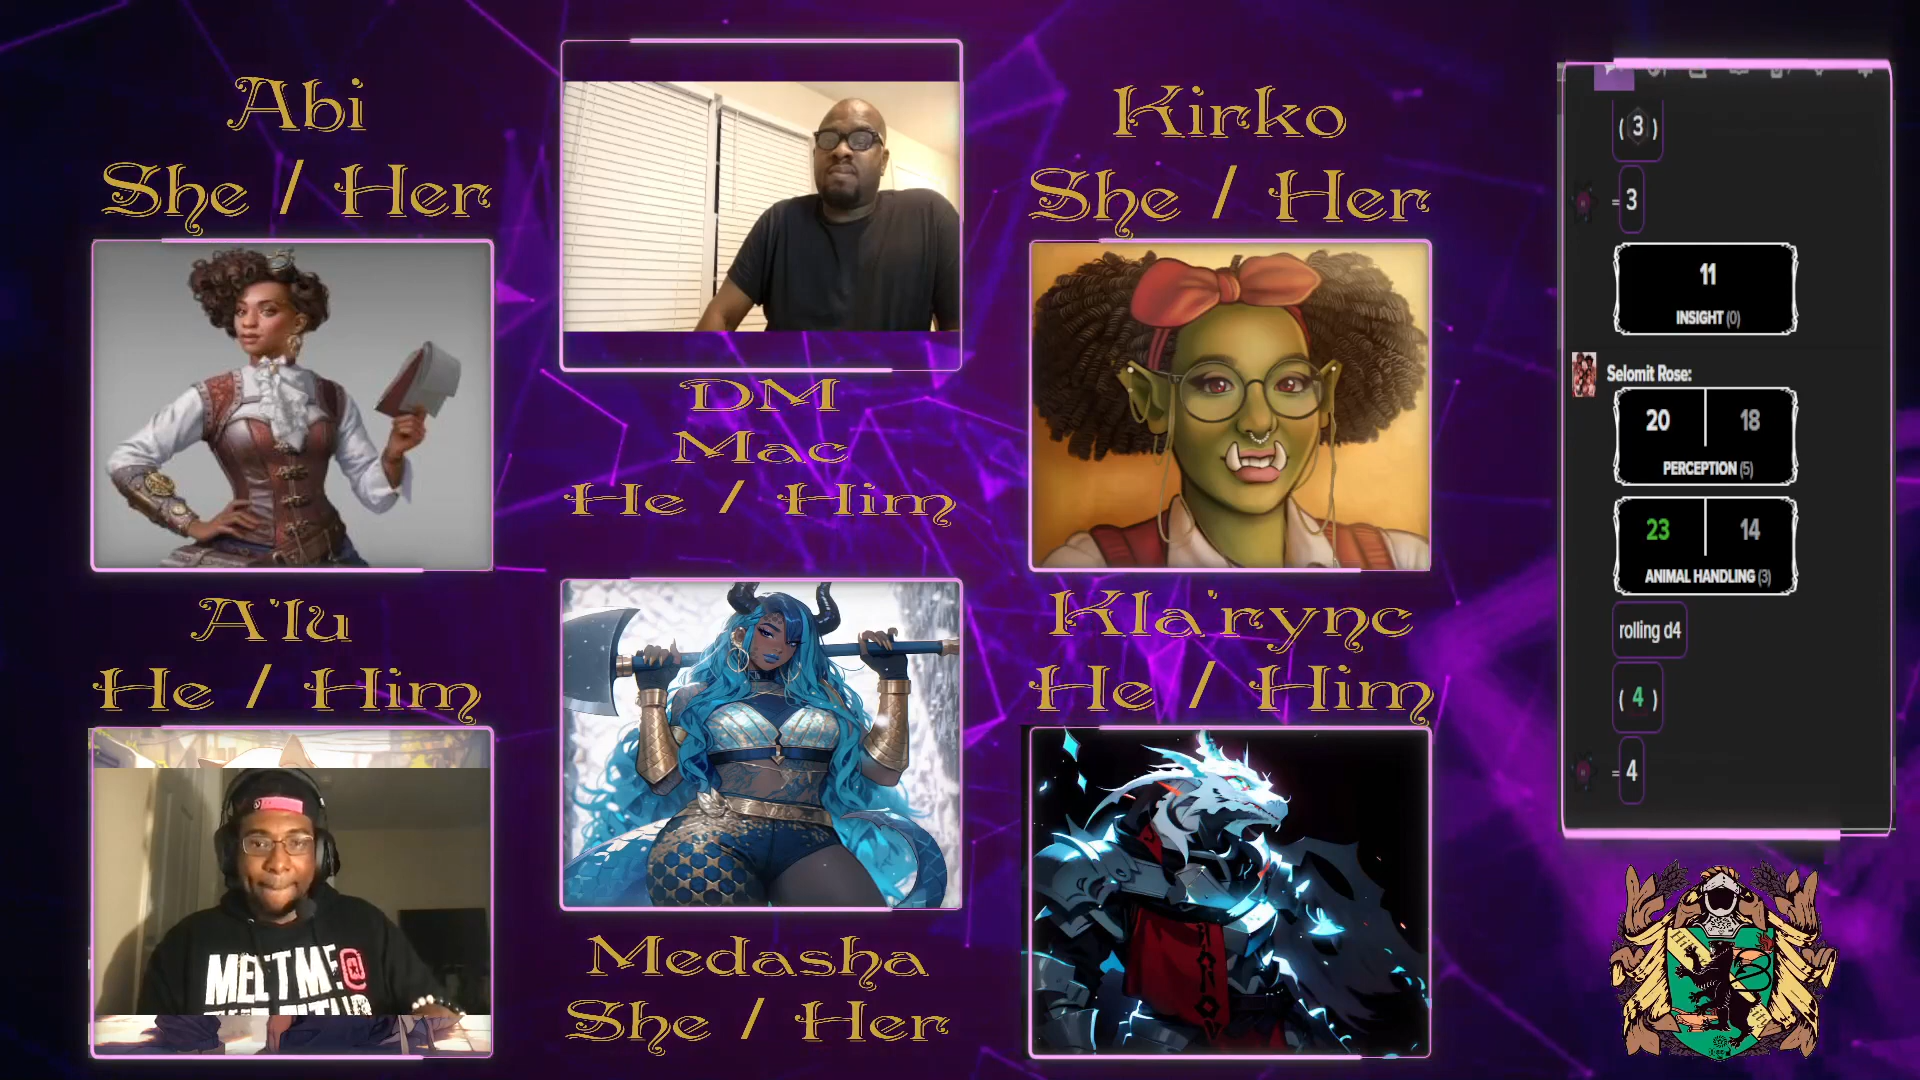 Abi
She / Her
DM
Mac
He / Him
Kirko
She / Her
A'lu
He / Him
MEETME@
Medasha
She / Her
Kla'rync
He / Him
( 3 )
= 3
11
INSIGHT (0)
Selomit Rose:
20 18
PERCEPTION (5)
23 14
ANIMAL HANDLING (3)
rolling d4
( 4 )
= 4